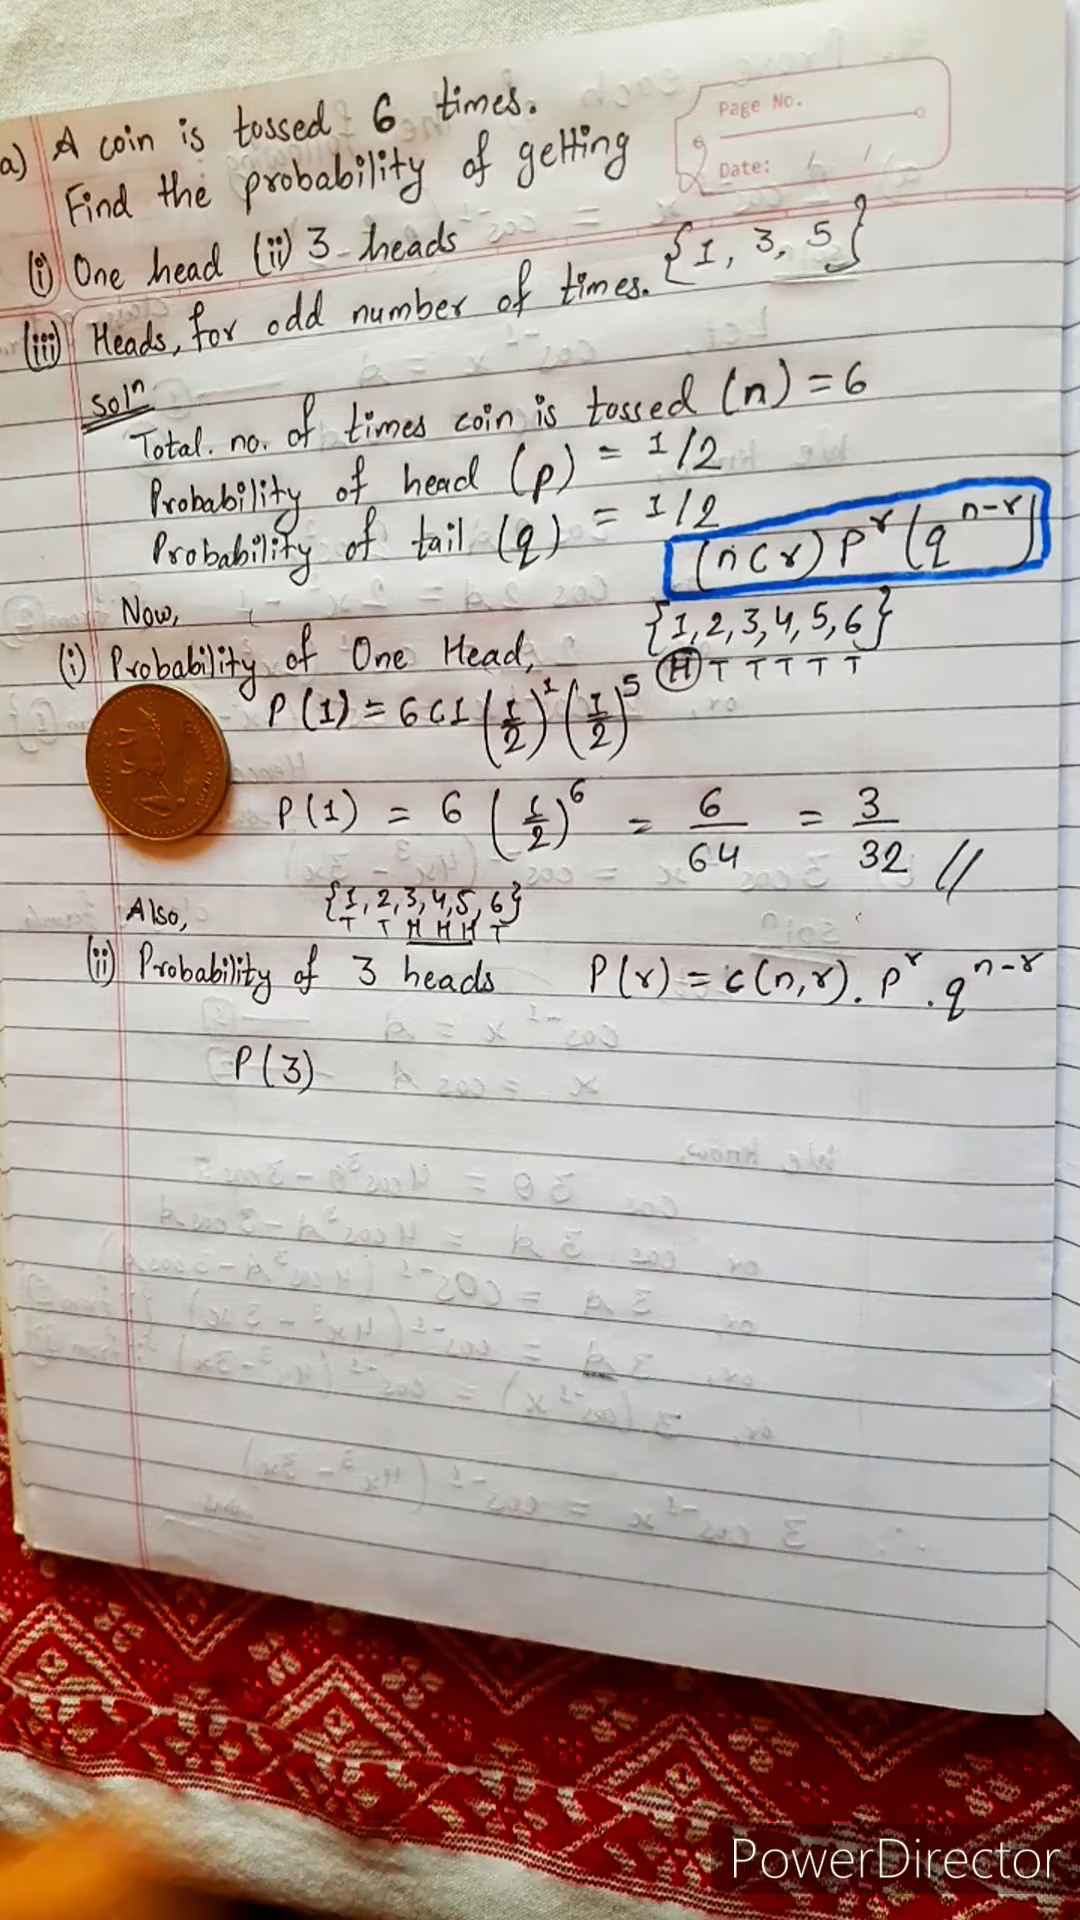 Page No.
Date:
a) A coin is tossed 6 times.
Find the probability of getting
(i) One head (ii) 3 heads
(iii) Heads, for odd number of times. {1, 3, 5}
Solⁿ
Total. no. of times coin is tossed (n) = 6
Probability of head (p) = 1/2
Probability of tail (q) = 1/2
(nCr) pʳ (qⁿ⁻ʳ)
Now,
{1, 2, 3, 4, 5, 6}
H T T T T T
(i) Probability of One Head,
P(1) = 6C1 (1/2)¹ (1/2)⁵
P(1) = 6 (1/2)⁶ = 6/64 = 3/32 //
Also,
{1, 2, 3, 4, 5, 6}
T T H H H T
(ii) Probability of 3 heads P(r) = c(n,r). pʳ. qⁿ⁻ʳ
P(3)
PowerDirector